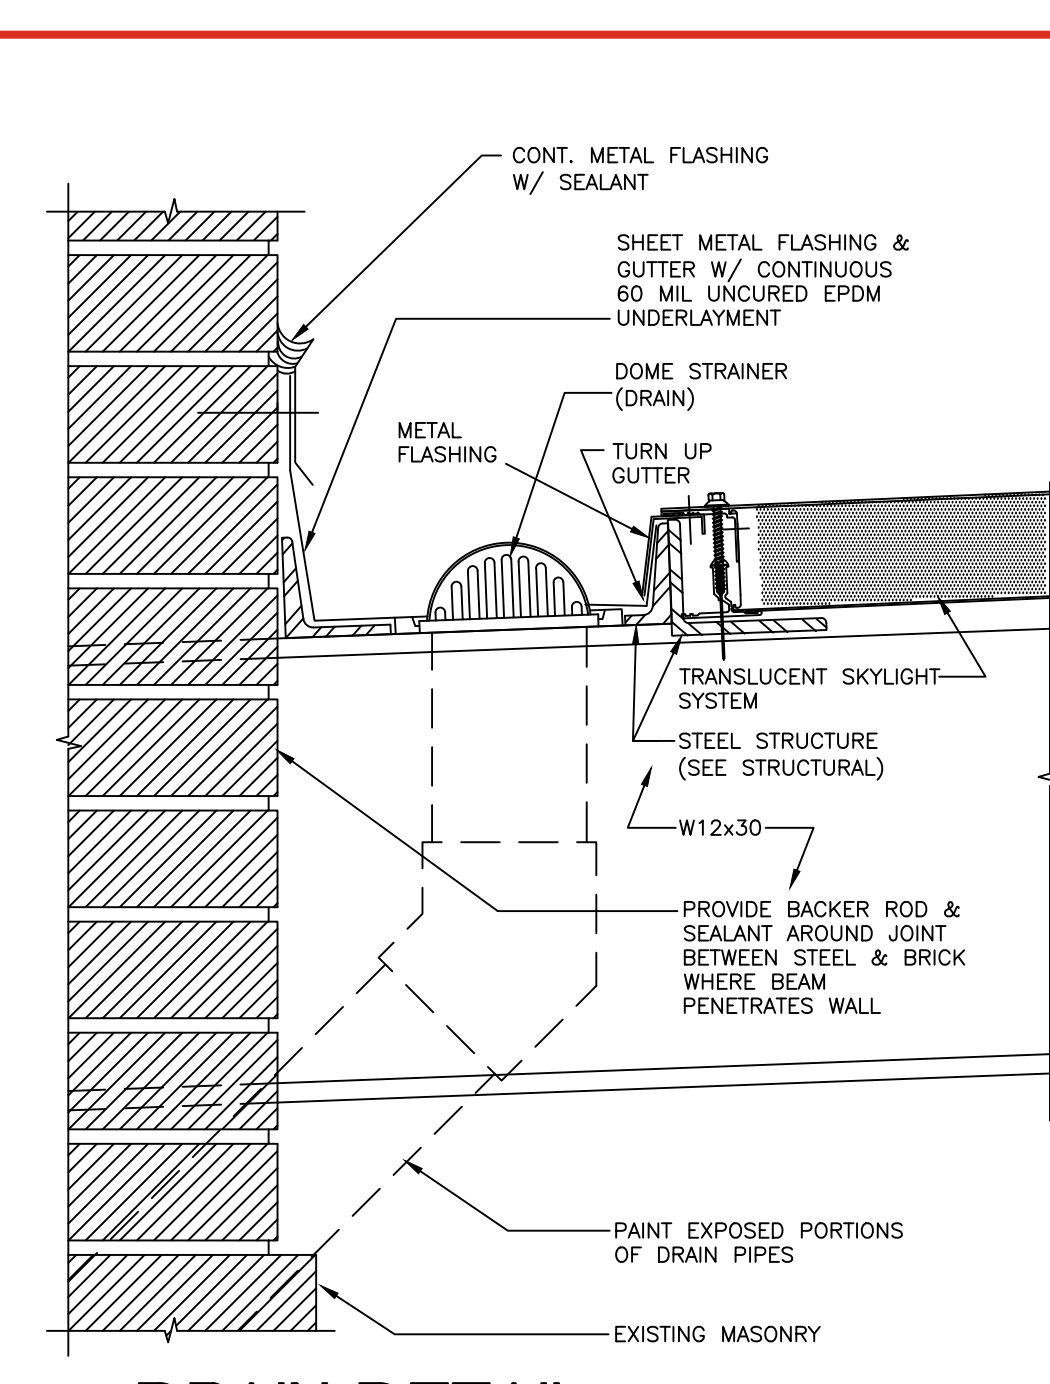 CONT. METAL FLASHING
W/ SEALANT
SHEET METAL FLASHING &
GUTTER W/ CONTINUOUS
60 MIL UNCURED EPDM
UNDERLAYMENT
DOME STRAINER
(DRAIN)
METAL
FLASHING
TURN UP
GUTTER
TRANSLUCENT SKYLIGHT
SYSTEM
STEEL STRUCTURE
(SEE STRUCTURAL)
W12x30
PROVIDE BACKER ROD &
SEALANT AROUND JOINT
BETWEEN STEEL & BRICK
WHERE BEAM
PENETRATES WALL
PAINT EXPOSED PORTIONS
OF DRAIN PIPES
EXISTING MASONRY
DRAIN DETAIL